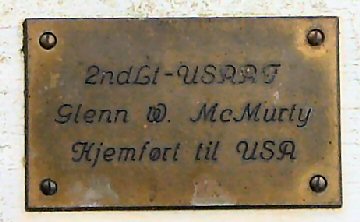 2ndLt-USAAF
Glenn W. McMurty
Hjemført til USA